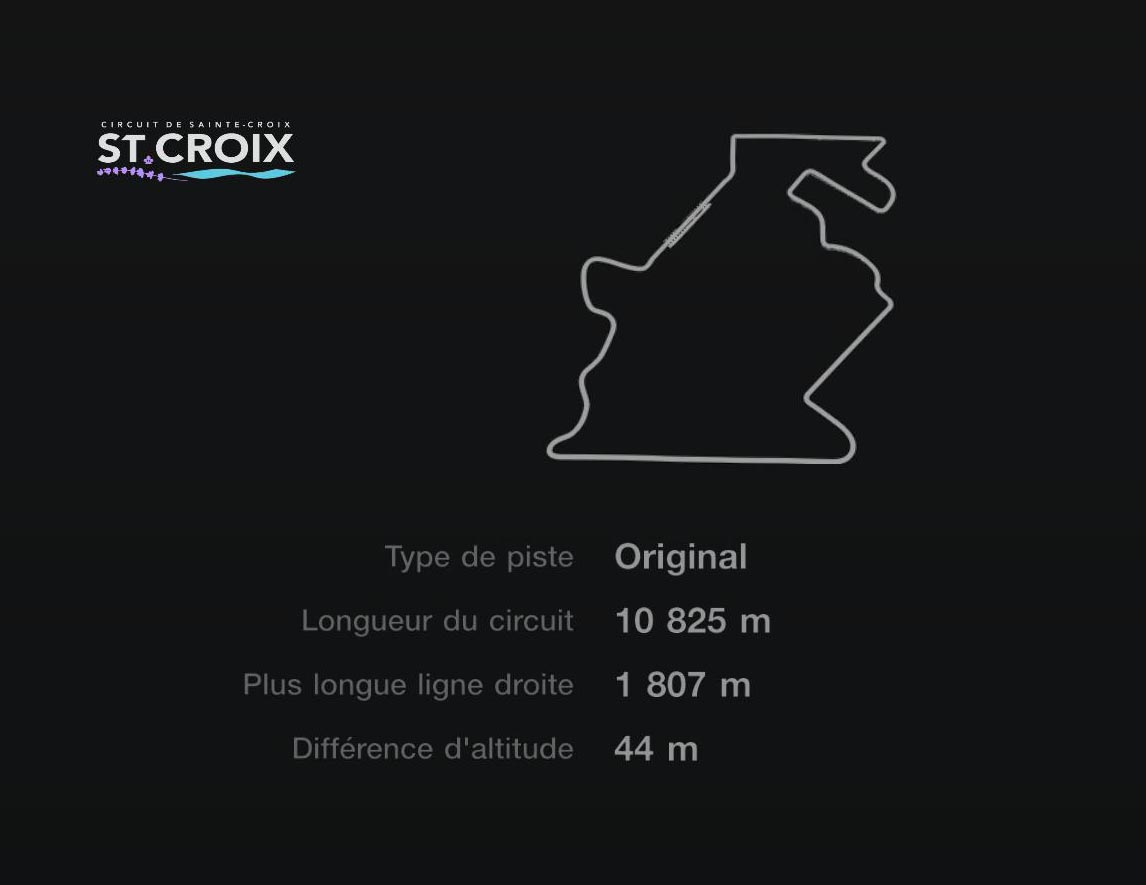 CIRCUIT DE SAINTE-CROIX
ST.CROIX
Type de piste Original
Longueur du circuit 10 825 m
Plus longue ligne droite 1 807 m
Différence d'altitude 44 m